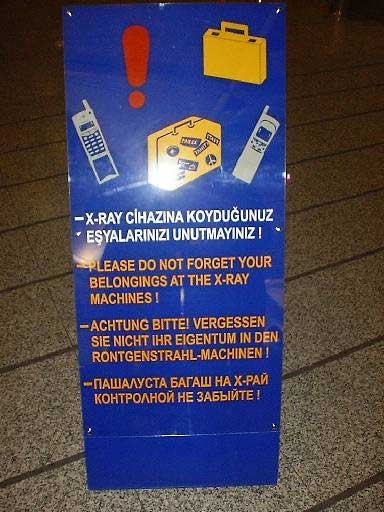 –X-RAY CİHAZINA KOYDUĞUNUZ
EŞYALARINIZI UNUTMAYINIZ !
–PLEASE DO NOT FORGET YOUR
BELONGINGS AT THE X-RAY
MACHINES !
–ACHTUNG BITTE! VERGESSEN
SIE NICHT IHR EIGENTUM IN DEN
RÖNTGENSTRAHL-MACHINEN !
–ПАШАЛУСТА БАГАШ НА Х-РАЙ
КОНТРОЛНОЙ НЕ ЗАБЫЙТЕ !